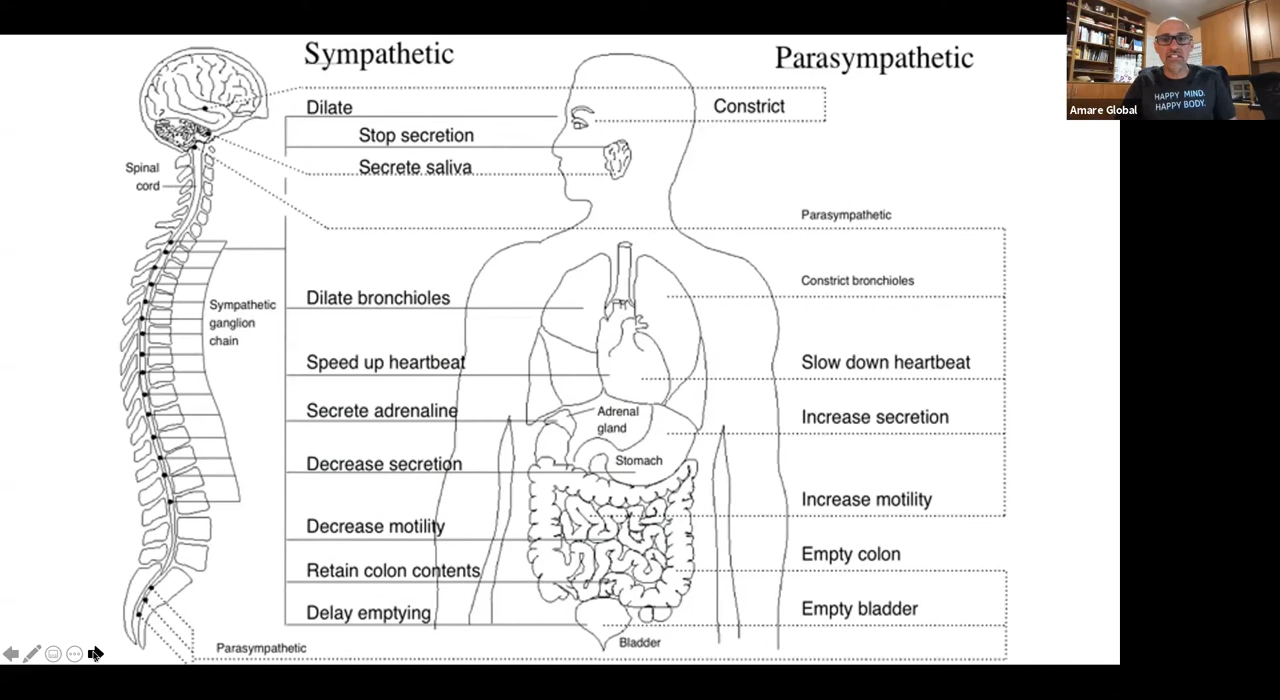 Sympathetic
Parasympathetic
Dilate
Constrict
Stop secretion
Secrete saliva
Spinal
cord
Parasympathetic
Constrict bronchioles
Dilate bronchioles
Sympathetic
ganglion
chain
Speed up heartbeat
Slow down heartbeat
Secrete adrenaline
Adrenal
gland
Increase secretion
Decrease secretion
Stomach
Increase motility
Decrease motility
Empty colon
Retain colon contents
Empty bladder
Delay emptying
Bladder
Parasympathetic
HAPPY MIND.
HAPPY BODY.
Amare Global